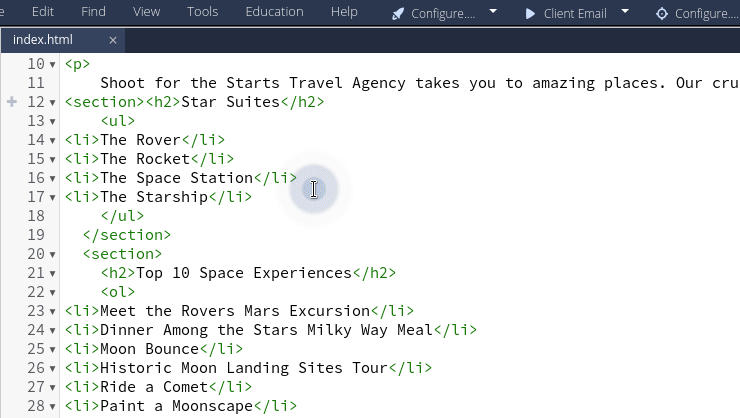 Edit Find View Tools Education Help Configure.... Client Email Configure....
index.html ×
10 <p>
11 Shoot for the Starts Travel Agency takes you to amazing places. Our cru
12 <section><h2>Star Suites</h2>
13 <ul>
14 <li>The Rover</li>
15 <li>The Rocket</li>
16 <li>The Space Station</li>
17 <li>The Starship</li>
18 </ul>
19 </section>
20 <section>
21 <h2>Top 10 Space Experiences</h2>
22 <ol>
23 <li>Meet the Rovers Mars Excursion</li>
24 <li>Dinner Among the Stars Milky Way Meal</li>
25 <li>Moon Bounce</li>
26 <li>Historic Moon Landing Sites Tour</li>
27 <li>Ride a Comet</li>
28 <li>Paint a Moonscape</li>